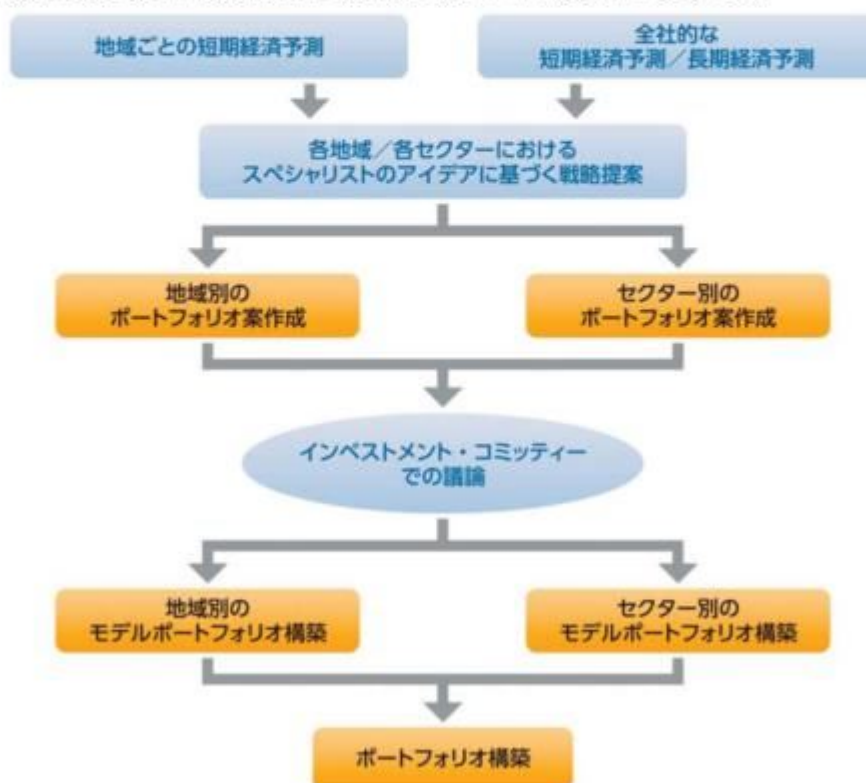 地域ごとの短期経済予測
全社的な
短期経済予測／長期経済予測
各地域／各セクターにおける
スペシャリストのアイデアに基づく戦略提案
地域別の
ポートフォリオ案作成
セクター別の
ポートフォリオ案作成
インベストメント・コミッティー
での議論
地域別の
モデルポートフォリオ構築
セクター別の
モデルポートフォリオ構築
ポートフォリオ構築